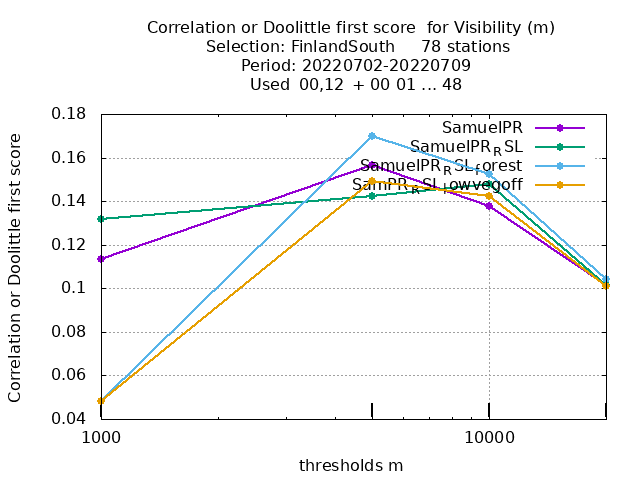 Correlation or Doolittle first score  for Visibility (m)
Selection: FinlandSouth     78 stations
Period: 20220702-20220709
Used  00,12  + 00 01 ... 48
0.18
0.16
0.14
0.12
0.1
0.08
0.06
0.04
Correlation or Doolittle first score
SamuelPR
SamuelPR_RSL
SamuelPR_RSL_forest
SamPR_RSL_lowvegoff
1000
10000
thresholds m